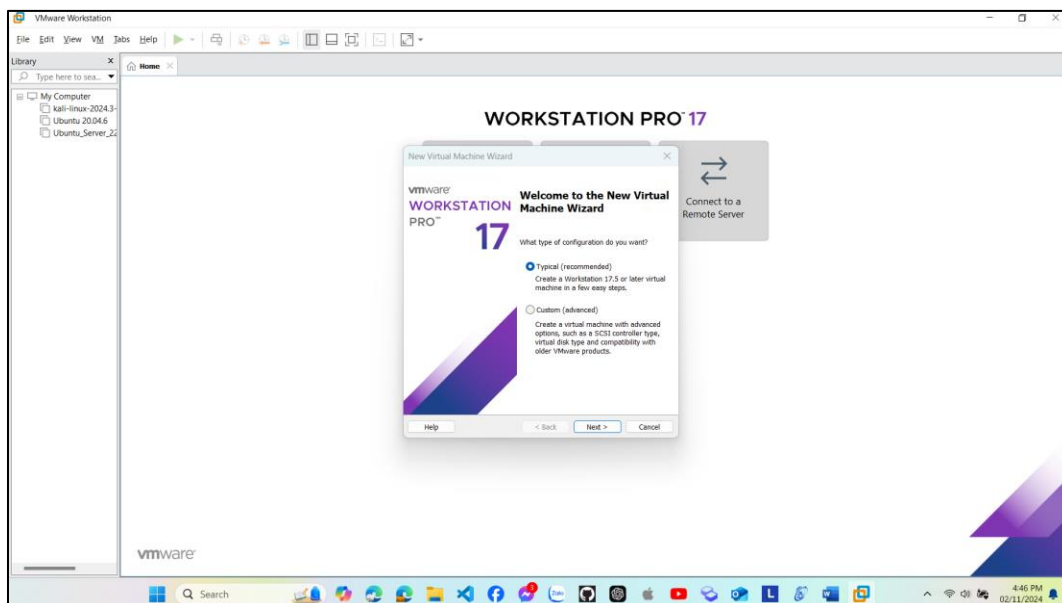 VMware Workstation
File Edit View VM Tabs Help
Library
Type here to sea...
My Computer
kali-linux-2024.3-
Ubuntu 20.04.6
Ubuntu_Server_22
Home
WORKSTATION PRO™ 17
Connect to a
Remote Server
New Virtual Machine Wizard
vmware
WORKSTATION
PRO™
17
Welcome to the New Virtual
Machine Wizard
What type of configuration do you want?
Typical (recommended)
Create a Workstation 17.5 or later virtual
machine in a few easy steps.
Custom (advanced)
Create a virtual machine with advanced
options, such as a SCSI controller type,
virtual disk type and compatibility with
older VMware products.
Help
< Back
Next >
Cancel
vmware
Search
3
Zalo
L
W
4:46 PM
02/11/2024